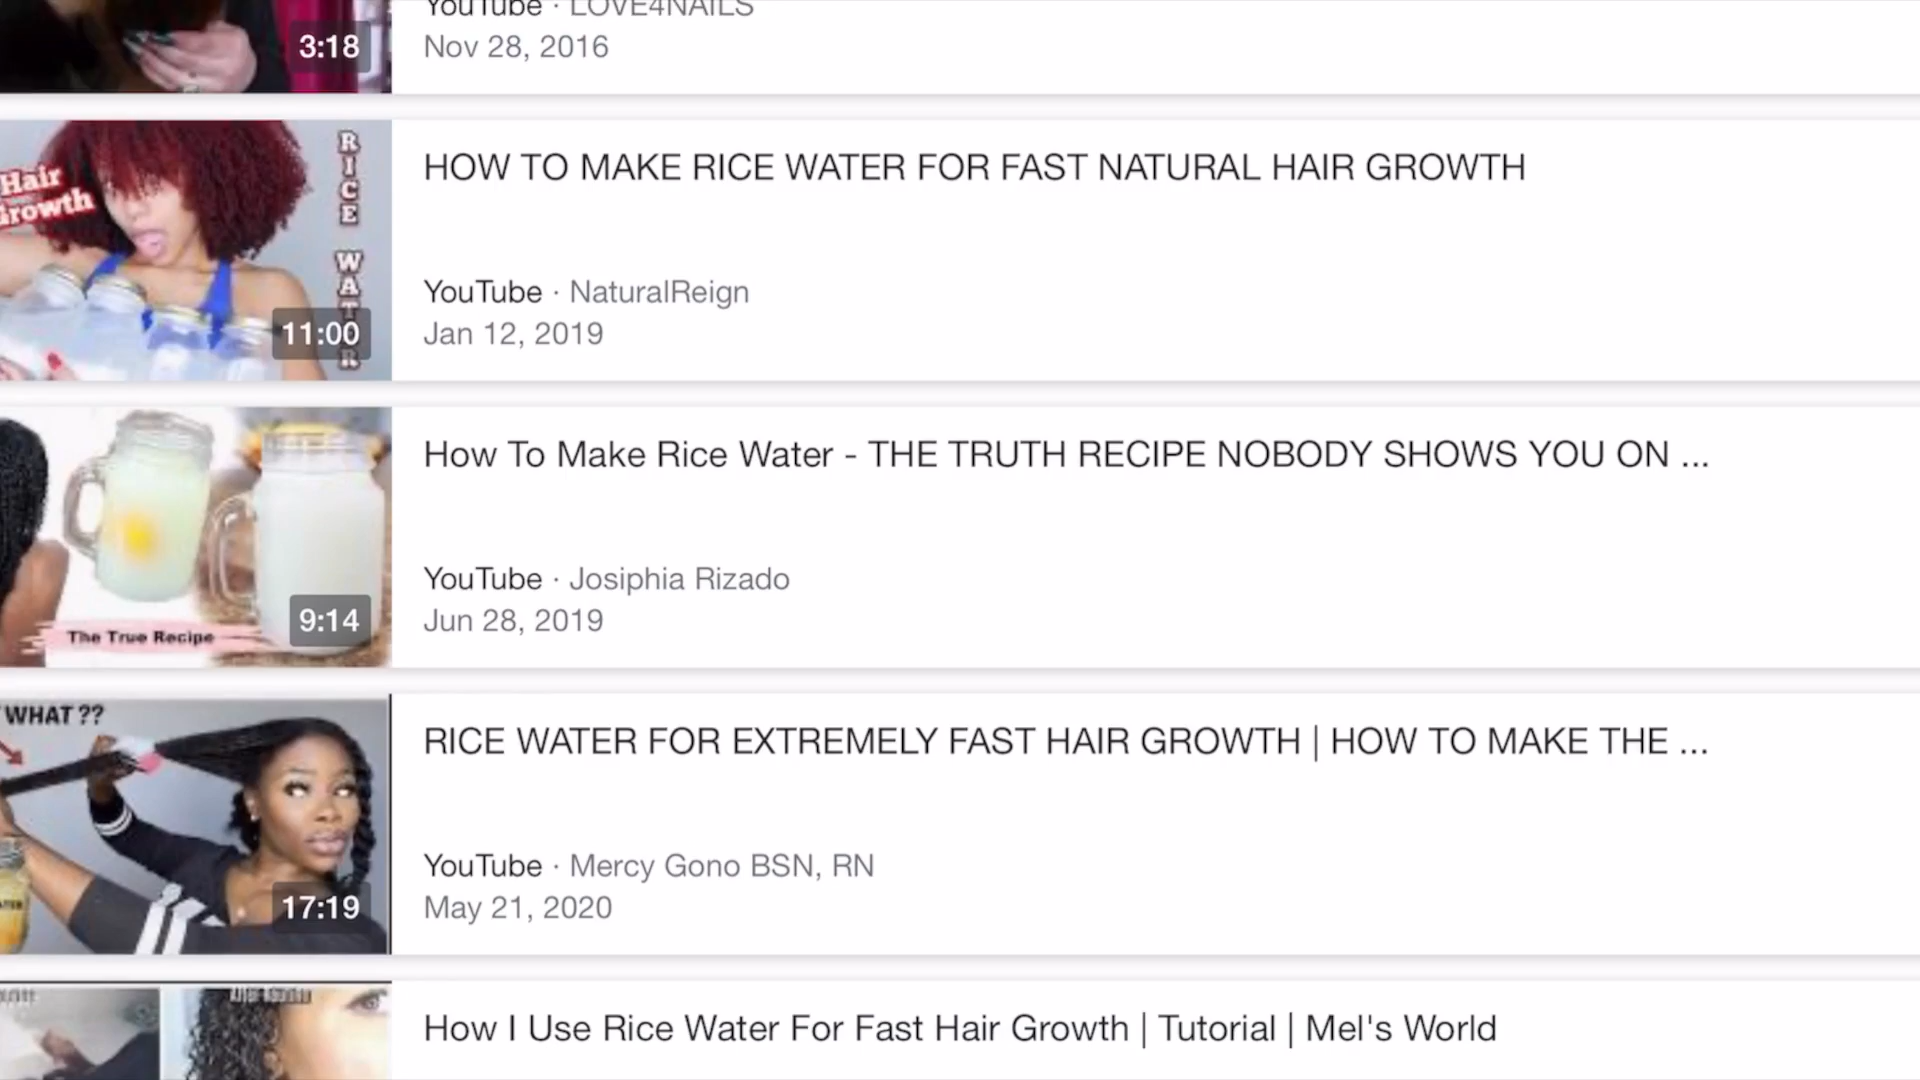 YouTube · LOVE4NAILS
3:18
Nov 28, 2016
Hair
Growth
RICE WATER
11:00
HOW TO MAKE RICE WATER FOR FAST NATURAL HAIR GROWTH
YouTube · NaturalReign
Jan 12, 2019
The True Recipe
9:14
How To Make Rice Water - THE TRUTH RECIPE NOBODY SHOWS YOU ON ...
YouTube · Josiphia Rizado
Jun 28, 2019
WHAT ??
17:19
RICE WATER FOR EXTREMELY FAST HAIR GROWTH | HOW TO MAKE THE ...
YouTube · Mercy Gono BSN, RN
May 21, 2020
How I Use Rice Water For Fast Hair Growth | Tutorial | Mel's World